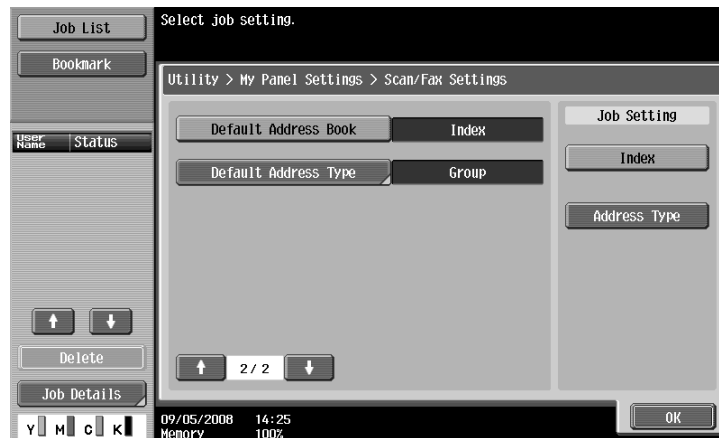 Job List
Bookmark
User Name Status
Delete
Job Details
Y M C K
Select job setting.
Utility > My Panel Settings > Scan/Fax Settings
Default Address Book Index
Default Address Type Group
2/2
Job Setting
Index
Address Type
09/05/2008 14:25
Memory 100%
OK